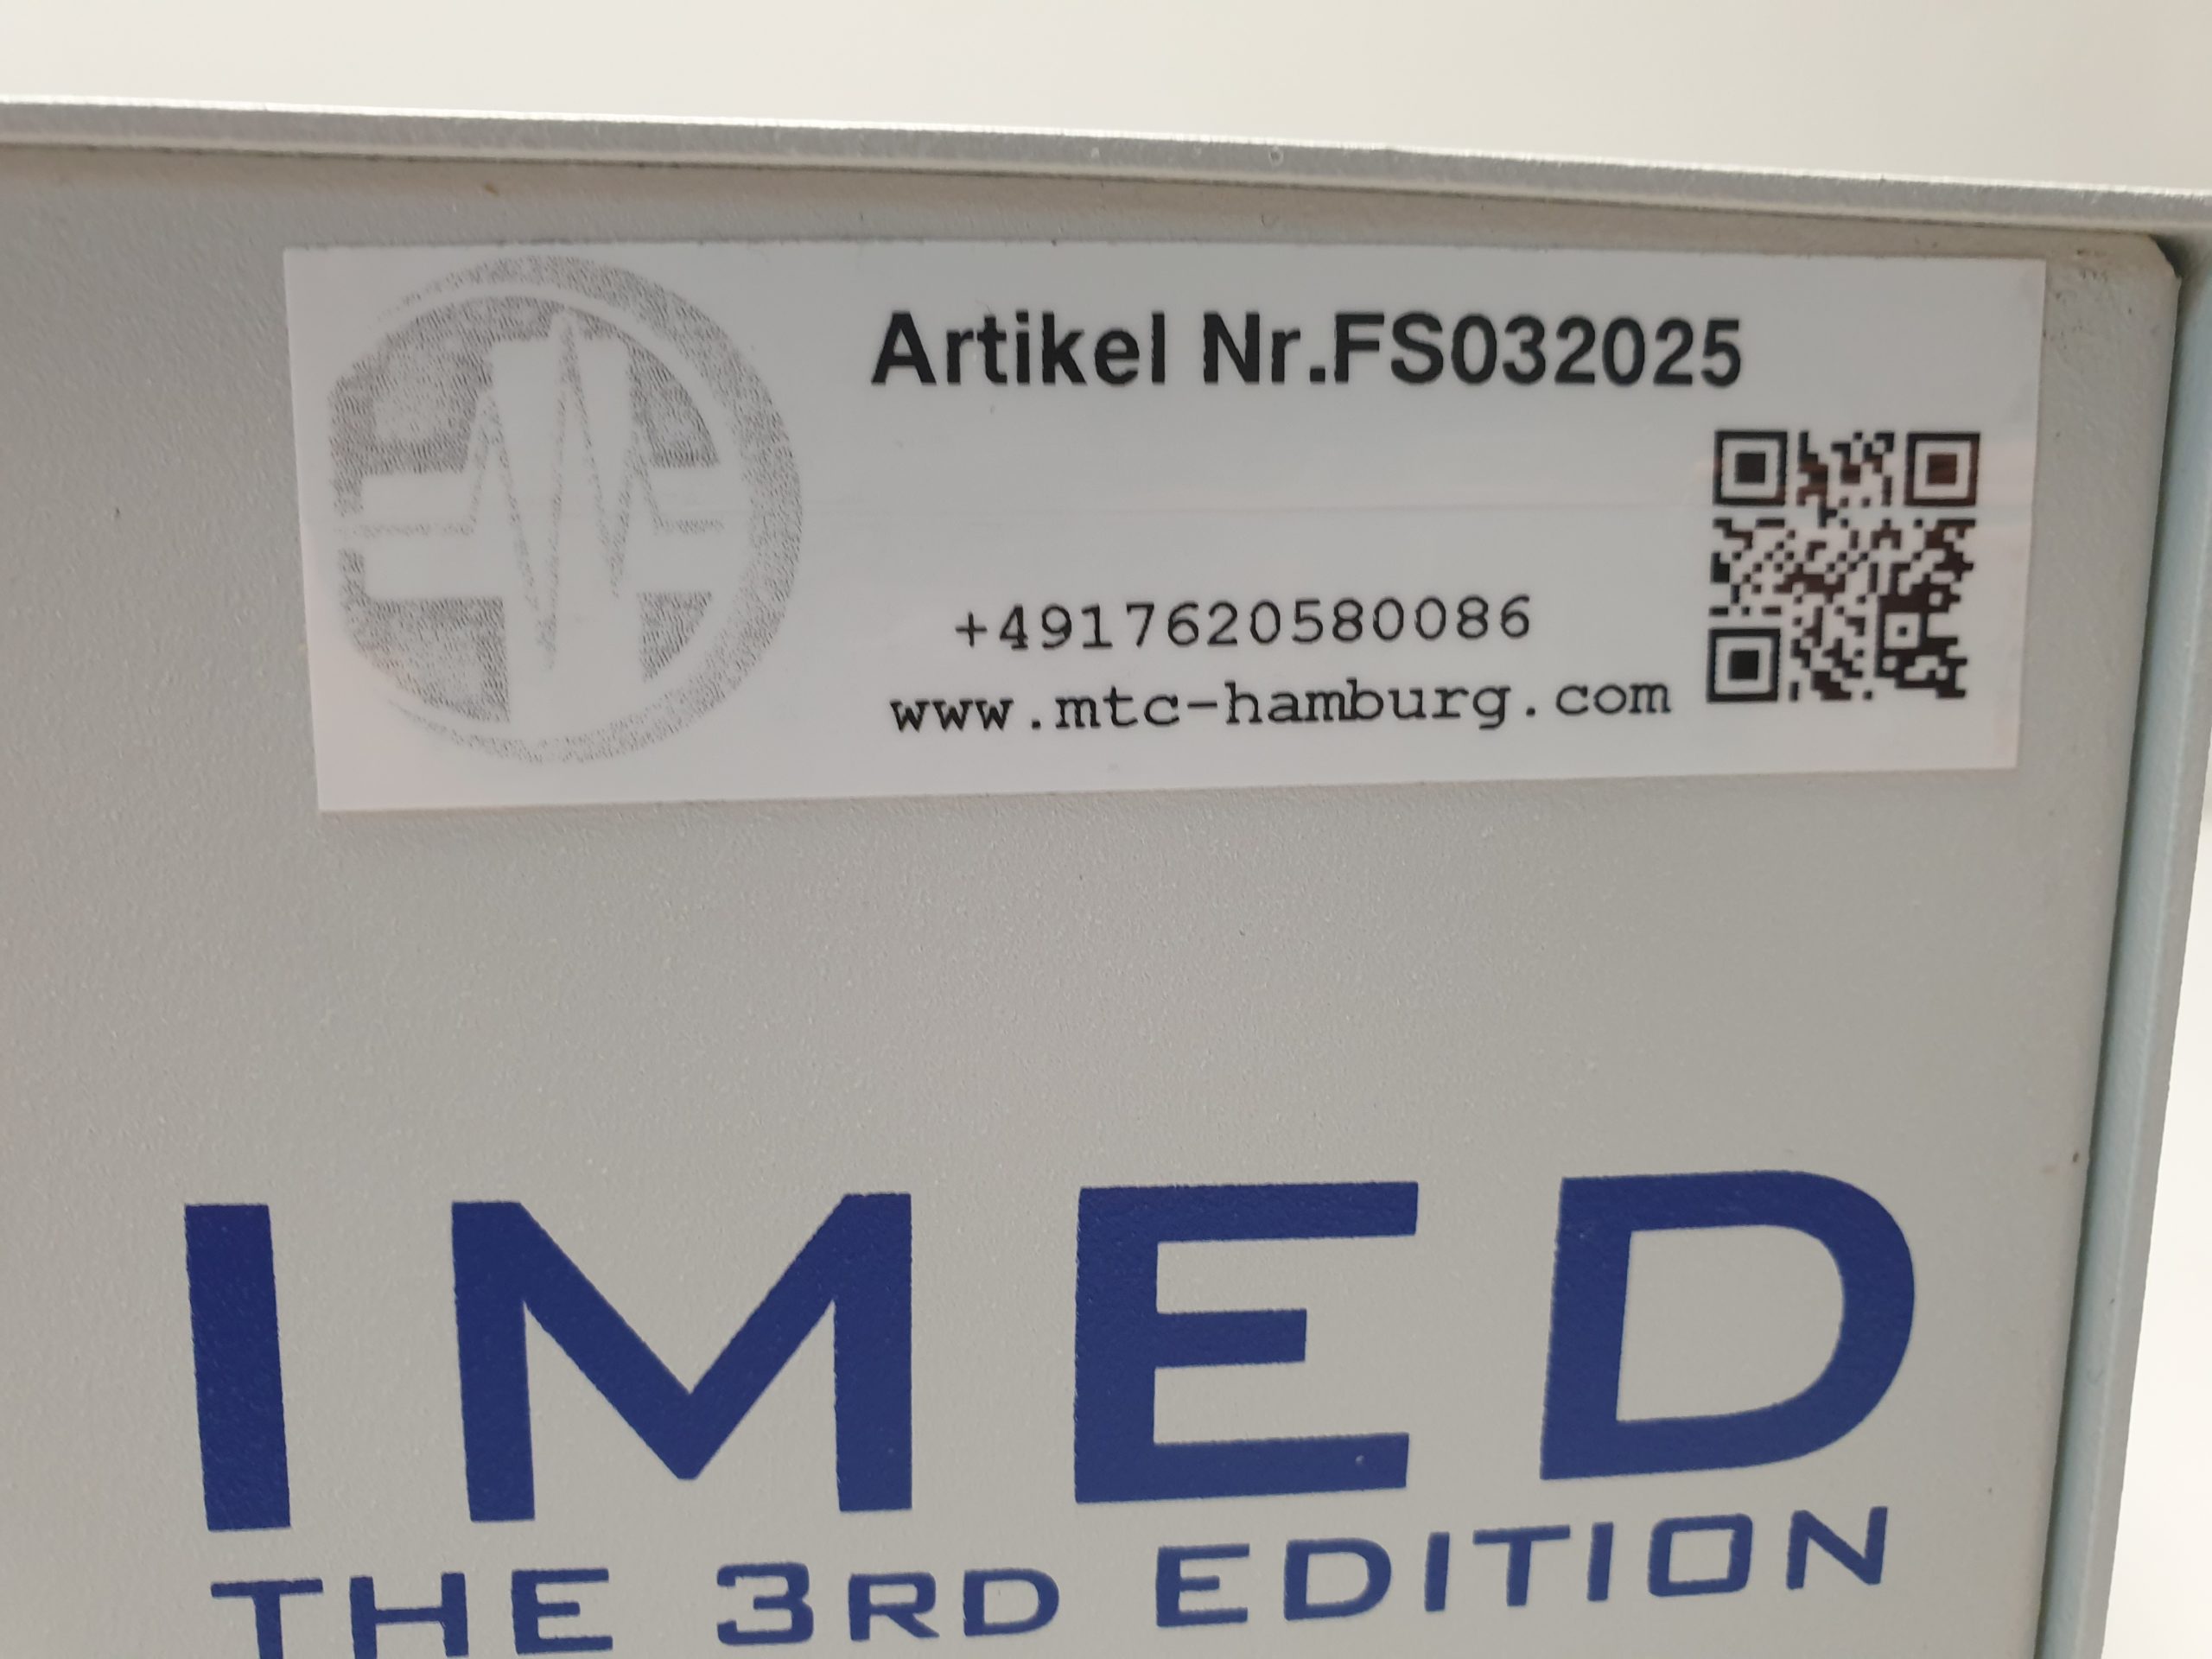 Artikel Nr.FS032025
+4917620580086
www.mtc-hamburg.com
IMED
THE 3RD EDITION